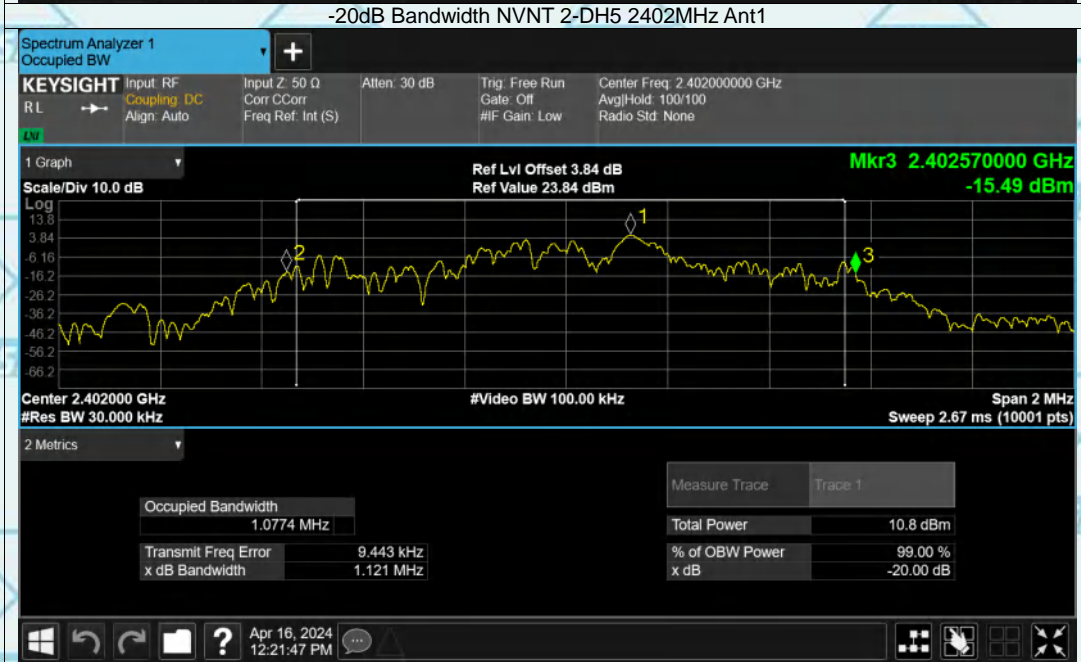 -20dB Bandwidth NVNT 2-DH5 2402MHz Ant1
Spectrum Analyzer 1
Occupied BW
KEYSIGHT
R L
LXI
Input: RF
Coupling: DC
Align: Auto
Input Z: 50 Ω
Corr CCorr
Freq Ref: Int (S)
Atten: 30 dB
Trig: Free Run
Gate: Off
#IF Gain: Low
Center Freq: 2.402000000 GHz
Avg|Hold: 100/100
Radio Std: None
1 Graph
Scale/Div 10.0 dB
Ref Lvl Offset 3.84 dB
Ref Value 23.84 dBm
Mkr3 2.402570000 GHz
-15.49 dBm
Log
13.8
3.84
-6.16
-16.2
-26.2
-36.2
-46.2
-56.2
-66.2
1
2
3
Center 2.402000 GHz
#Res BW 30.000 kHz
#Video BW 100.00 kHz
Span 2 MHz
Sweep 2.67 ms (10001 pts)
2 Metrics
Occupied Bandwidth
1.0774 MHz
Transmit Freq Error 9.443 kHz
x dB Bandwidth 1.121 MHz
Measure Trace Trace 1
Total Power 10.8 dBm
% of OBW Power 99.00 %
x dB -20.00 dB
?
Apr 16, 2024
12:21:47 PM